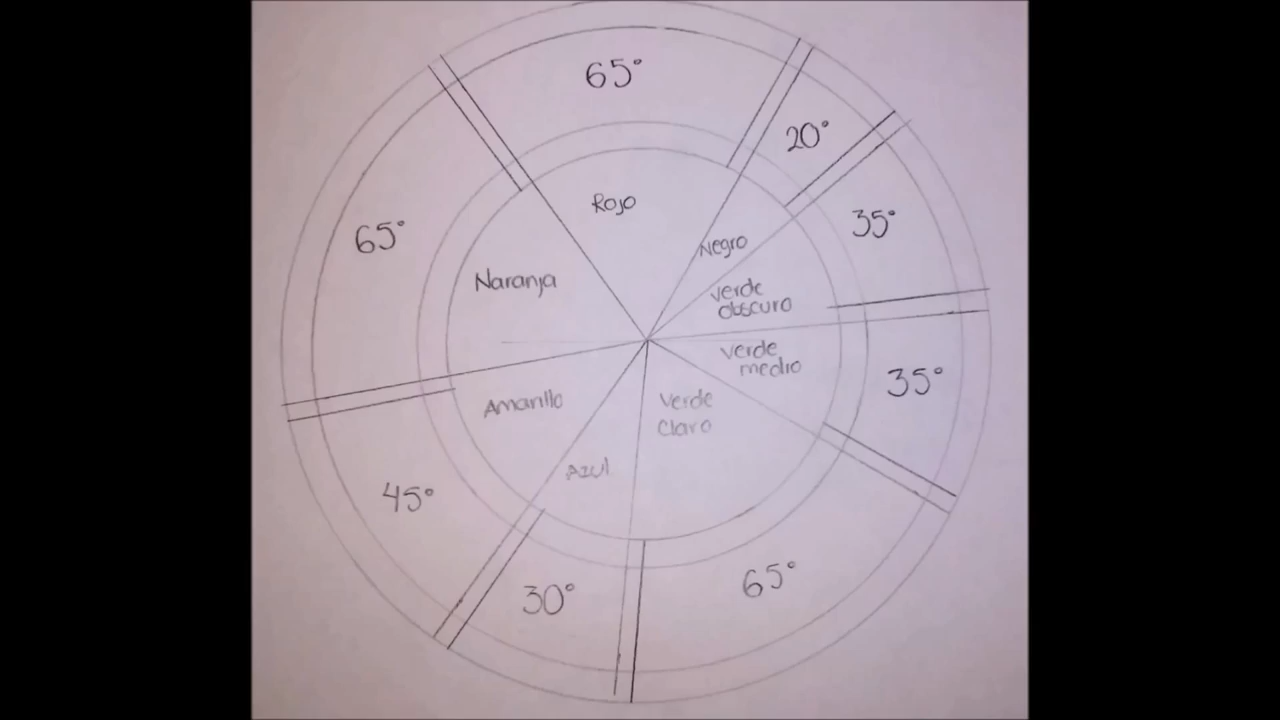 65°
20°
65°
35°
Rojo
Negro
Naranja
verde
obscuro
verde
medio
35°
Amarillo
Verde
Claro
45°
Azul
30°
65°